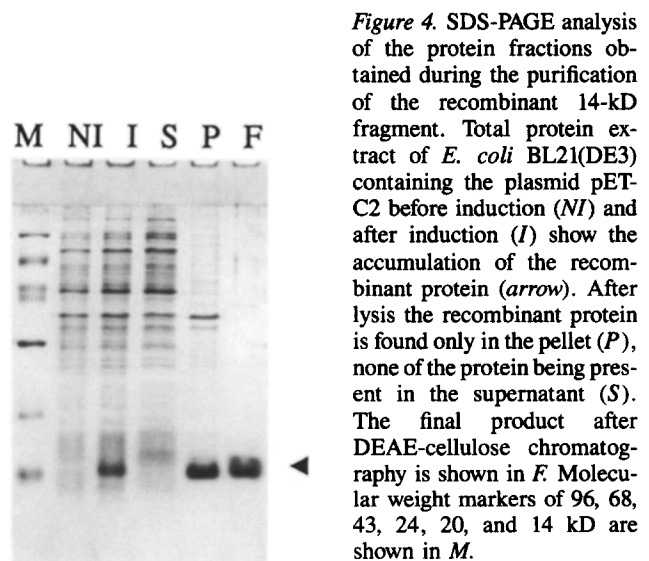 M NI I S P F
Figure 4. SDS-PAGE analysis
of the protein fractions ob-
tained during the purification
of the recombinant 14-kD
fragment. Total protein ex-
tract of E. coli BL21(DE3)
containing the plasmid pET-
C2 before induction (NI) and
after induction (I) show the
accumulation of the recom-
binant protein (arrow). After
lysis the recombinant protein
is found only in the pellet (P),
none of the protein being pres-
ent in the supernatant (S).
The final product after
DEAE-cellulose chromatog-
raphy is shown in F. Molecu-
lar weight markers of 96, 68,
43, 24, 20, and 14 kD are
shown in M.